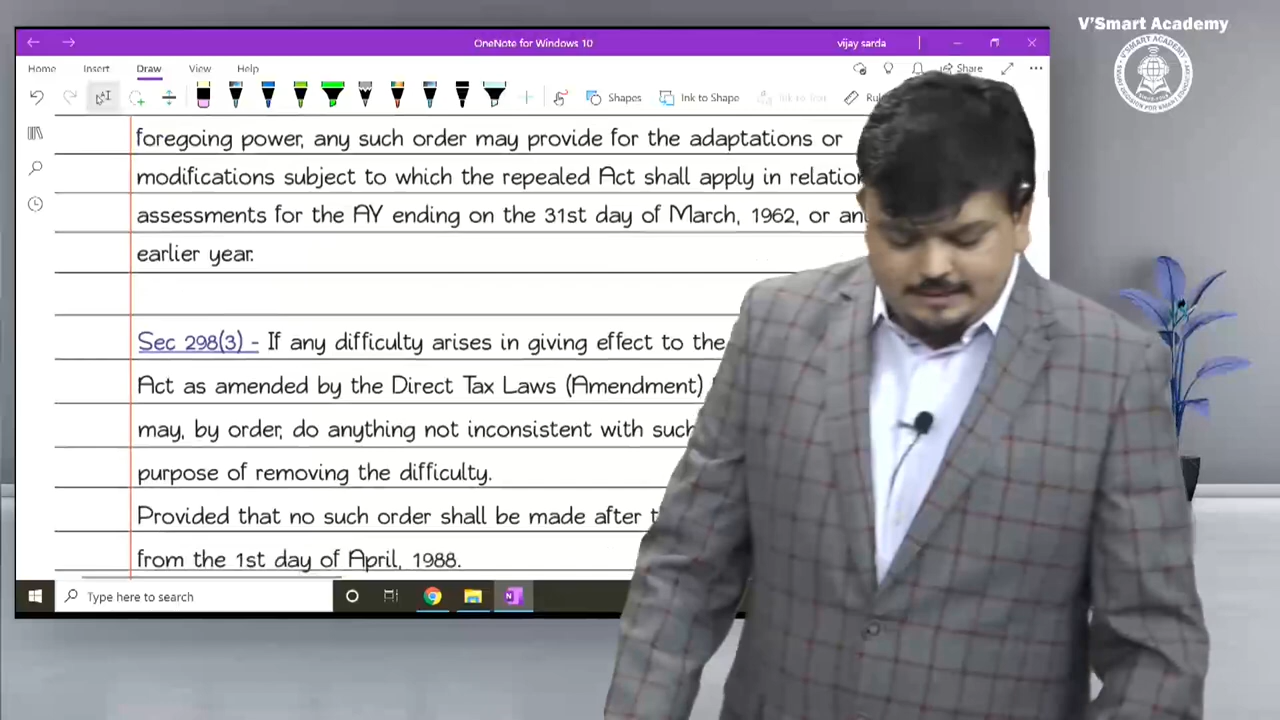 V'Smart Academy
OneNote for Windows 10
vijay sarda
Home Insert Draw View Help
Share
Shapes
Ink to Shape
Ink to Text
foregoing power, any such order may provide for the adaptations or
modifications subject to which the repealed Act shall apply in relation
assessments for the AY ending on the 31st day of March, 1962, or
earlier year.
Sec 298(3) - If any difficulty arises in giving effect to the
Act as amended by the Direct Tax Laws (Amendment)
may, by order, do anything not inconsistent with such
purpose of removing the difficulty.
Provided that no such order shall be made after
from the 1st day of April, 1988.
Type here to search